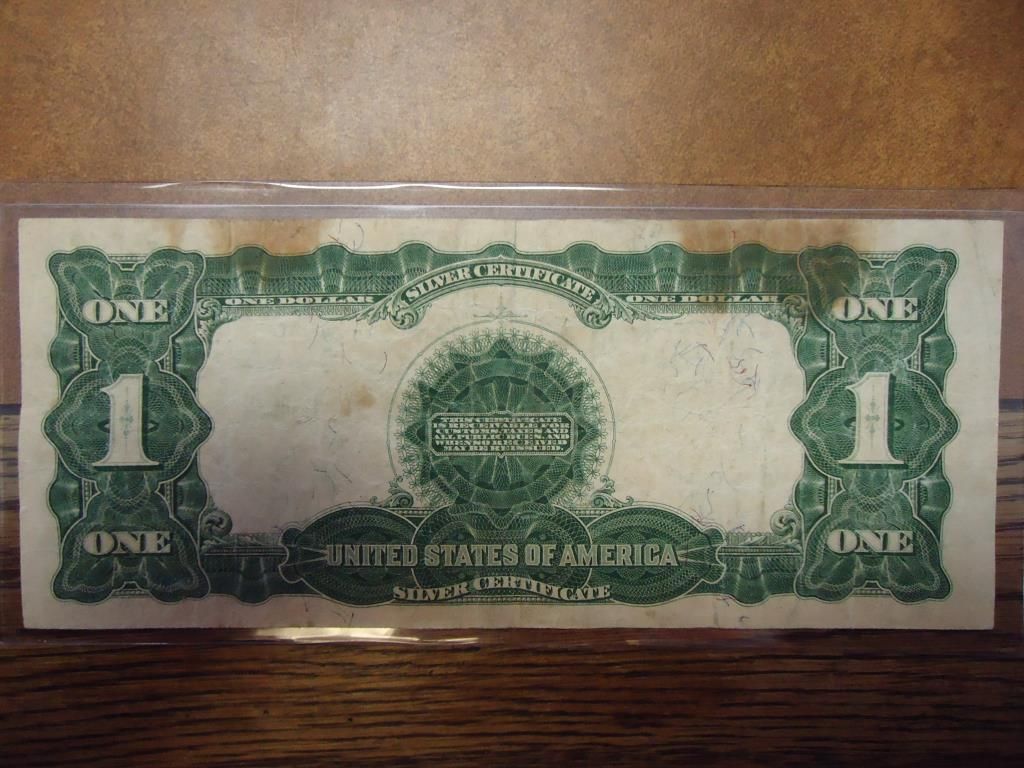 SILVER CERTIFICATE
ONE DOLLAR ONE DOLLAR
ONE ONE
1 1
THIS CERTIFICATE
IS RECEIVABLE FOR
CUSTOMS, TAXES AND
ALL PUBLIC DUES, AND
WHEN SO RECEIVED
MAY BE REISSUED.
ONE ONE
UNITED STATES OF AMERICA
SILVER CERTIFICATE